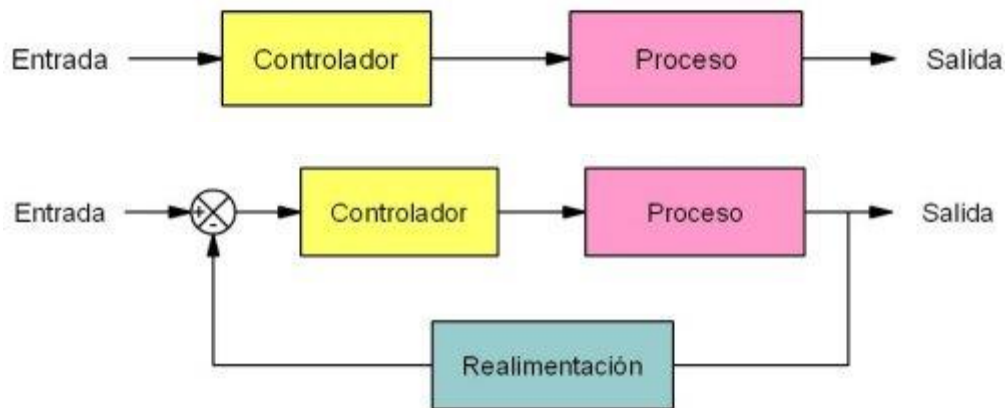 Entrada Controlador Proceso Salida
Entrada + - Controlador Proceso Salida
Realimentación